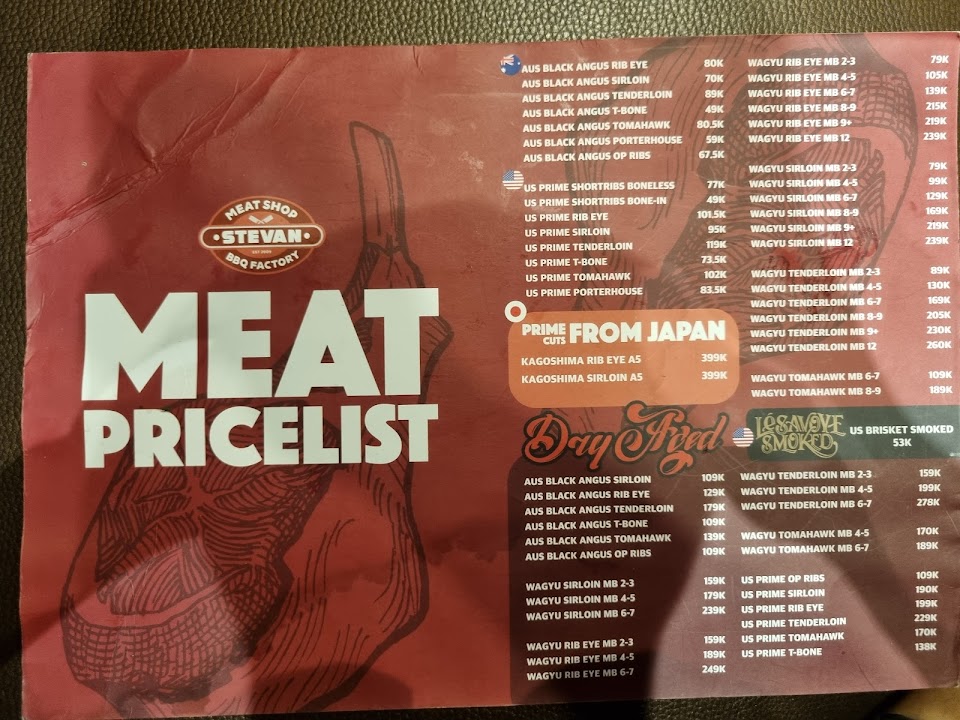 MEAT SHOP
STEVAN
BBQ FACTORY
MEAT
PRICELIST
AUS BLACK ANGUS RIB EYE 80K
AUS BLACK ANGUS SIRLOIN 70K
AUS BLACK ANGUS TENDERLOIN 89K
AUS BLACK ANGUS T-BONE 49K
AUS BLACK ANGUS TOMAHAWK 80.5K
AUS BLACK ANGUS PORTERHOUSE 59K
AUS BLACK ANGUS OP RIBS 67.5K
US PRIME SHORTRIBS BONELESS 77K
US PRIME SHORTRIBS BONE-IN 49K
US PRIME RIB EYE 101.5K
US PRIME SIRLOIN 95K
US PRIME TENDERLOIN 119K
US PRIME T-BONE 73.5K
US PRIME TOMAHAWK 102K
US PRIME PORTERHOUSE 83.5K
PRIME CUTS FROM JAPAN
KAGOSHIMA RIB EYE A5 399K
KAGOSHIMA SIRLOIN A5 399K
Day Aged
AUS BLACK ANGUS SIRLOIN 109K
AUS BLACK ANGUS RIB EYE 129K
AUS BLACK ANGUS TENDERLOIN 179K
AUS BLACK ANGUS T-BONE 109K
AUS BLACK ANGUS TOMAHAWK 139K
AUS BLACK ANGUS OP RIBS 109K
WAGYU SIRLOIN MB 2-3 159K
WAGYU SIRLOIN MB 4-5 179K
WAGYU SIRLOIN MB 6-7 239K
WAGYU RIB EYE MB 2-3 159K
WAGYU RIB EYE MB 4-5 189K
WAGYU RIB EYE MB 6-7 249K
WAGYU RIB EYE MB 2-3 79K
WAGYU RIB EYE MB 4-5 105K
WAGYU RIB EYE MB 6-7 139K
WAGYU RIB EYE MB 8-9 215K
WAGYU RIB EYE MB 9+ 219K
WAGYU RIB EYE MB 12 239K
WAGYU SIRLOIN MB 2-3 79K
WAGYU SIRLOIN MB 4-5 99K
WAGYU SIRLOIN MB 6-7 129K
WAGYU SIRLOIN MB 8-9 169K
WAGYU SIRLOIN MB 9+ 219K
WAGYU SIRLOIN MB 12 239K
WAGYU TENDERLOIN MB 2-3 89K
WAGYU TENDERLOIN MB 4-5 130K
WAGYU TENDERLOIN MB 6-7 169K
WAGYU TENDERLOIN MB 8-9 205K
WAGYU TENDERLOIN MB 9+ 230K
WAGYU TENDERLOIN MB 12 260K
WAGYU TOMAHAWK MB 6-7 109K
WAGYU TOMAHAWK MB 8-9 189K
SMOKED
US BRISKET SMOKED
53K
WAGYU TENDERLOIN MB 2-3 159K
WAGYU TENDERLOIN MB 4-5 199K
WAGYU TENDERLOIN MB 6-7 278K
WAGYU TOMAHAWK MB 4-5 170K
WAGYU TOMAHAWK MB 6-7 189K
US PRIME OP RIBS 109K
US PRIME SIRLOIN 190K
US PRIME RIB EYE 199K
US PRIME TENDERLOIN 229K
US PRIME TOMAHAWK 170K
US PRIME T-BONE 138K